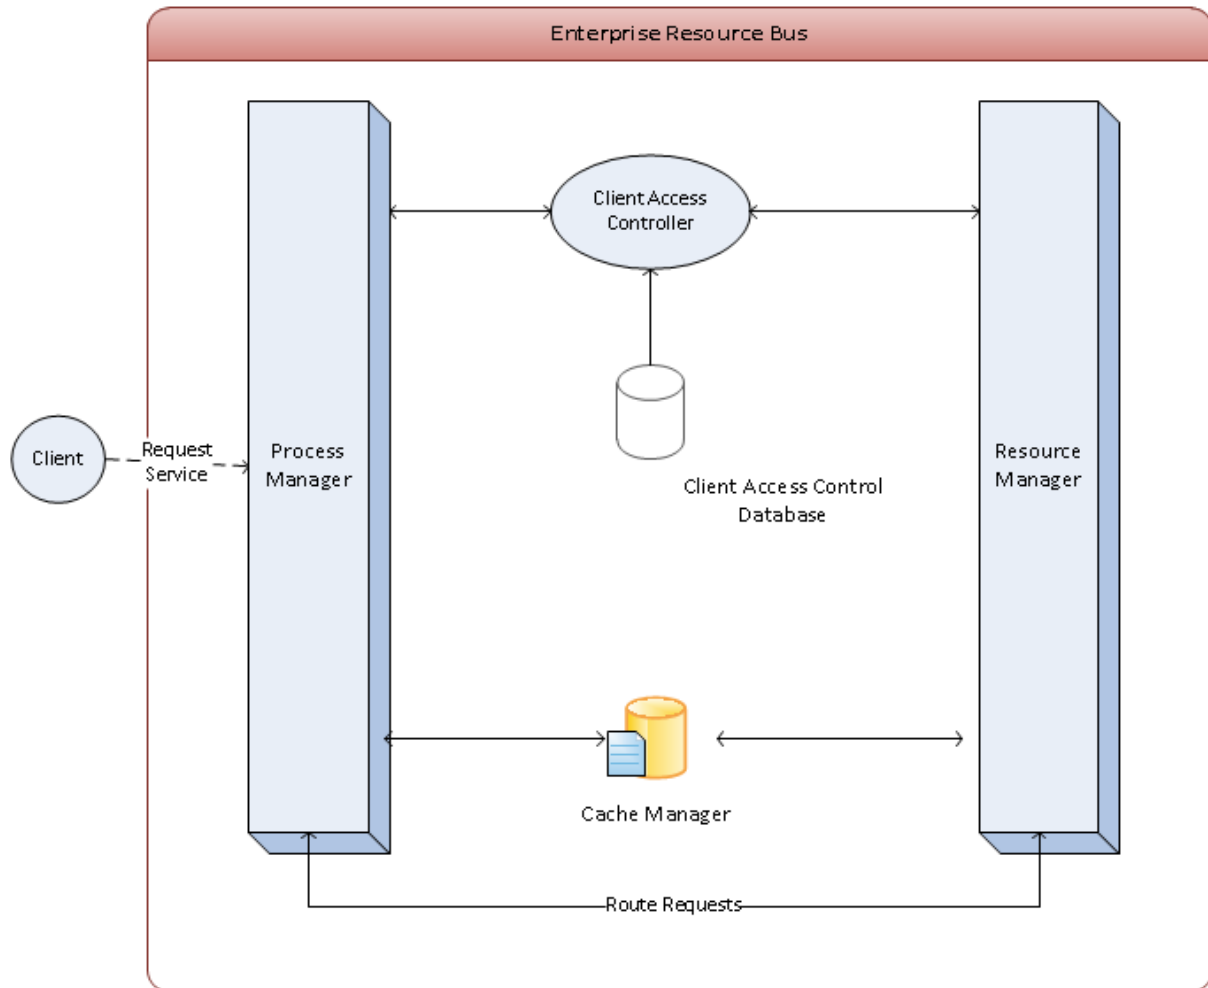 Enterprise Resource Bus
Client Access
Controller
Client
Request
Service
Process
Manager
Resource
Manager
Client Access Control
Database
Cache Manager
Route Requests